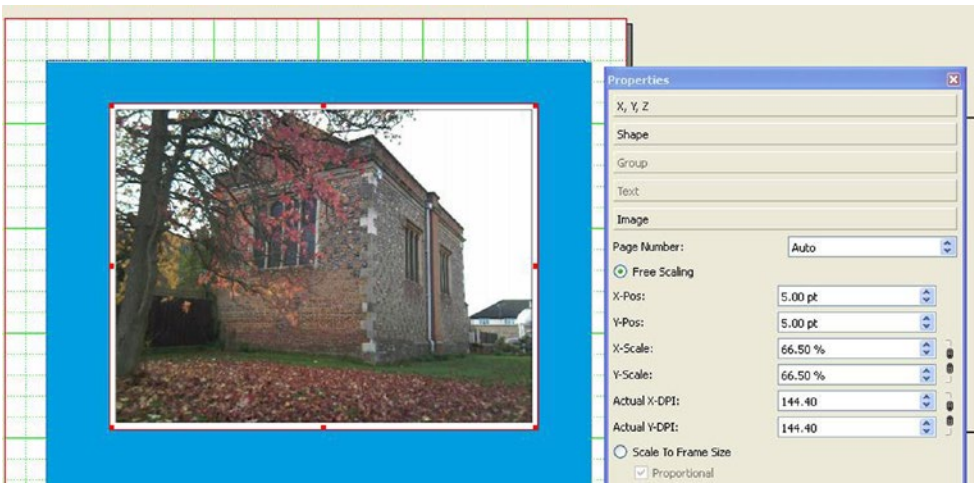 Properties
X, Y, Z
Shape
Group
Text
Image
Page Number: Auto
Free Scaling
X-Pos: 5.00 pt
Y-Pos: 5.00 pt
X-Scale: 66.50 %
Y-Scale: 66.50 %
Actual X-DPI: 144.40
Actual Y-DPI: 144.40
Scale To Frame Size
Proportional